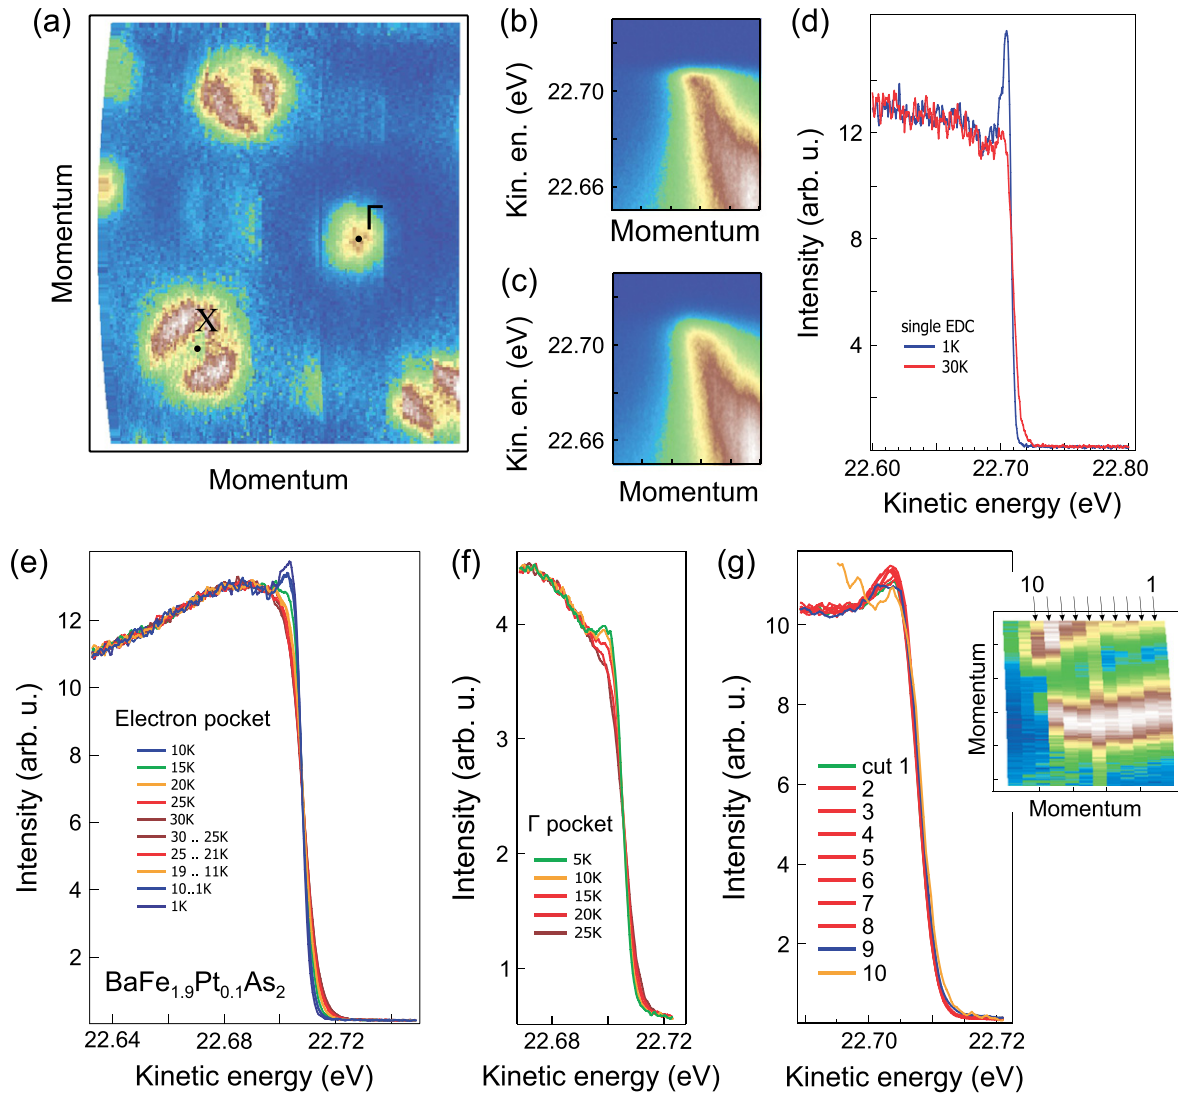 (a)
Momentum
Γ
X
Momentum
(b)
Kin. en. (eV)
22.70
22.66
Momentum
(c)
Kin. en. (eV)
22.70
22.66
Momentum
(d)
Intensity (arb. u.)
12
8
4
single EDC
1K
30K
22.60 22.70 22.80
Kinetic energy (eV)
(e)
Intensity (arb. u.)
12
10
8
6
4
2
Electron pocket
10K
15K
20K
25K
30K
30 .. 25K
25 .. 21K
19 .. 11K
10..1K
1K
BaFe1.9Pt0.1As2
22.64 22.68 22.72
Kinetic energy (eV)
(f)
Intensity (arb. u.)
4
3
2
1
Γ pocket
5K
10K
15K
20K
25K
22.68 22.72
Kinetic energy (eV)
(g)
Intensity (arb. u.)
10
8
6
4
2
cut 1
2
3
4
5
6
7
8
9
10
22.70 22.72
Kinetic energy (eV)
10 1
Momentum
Momentum